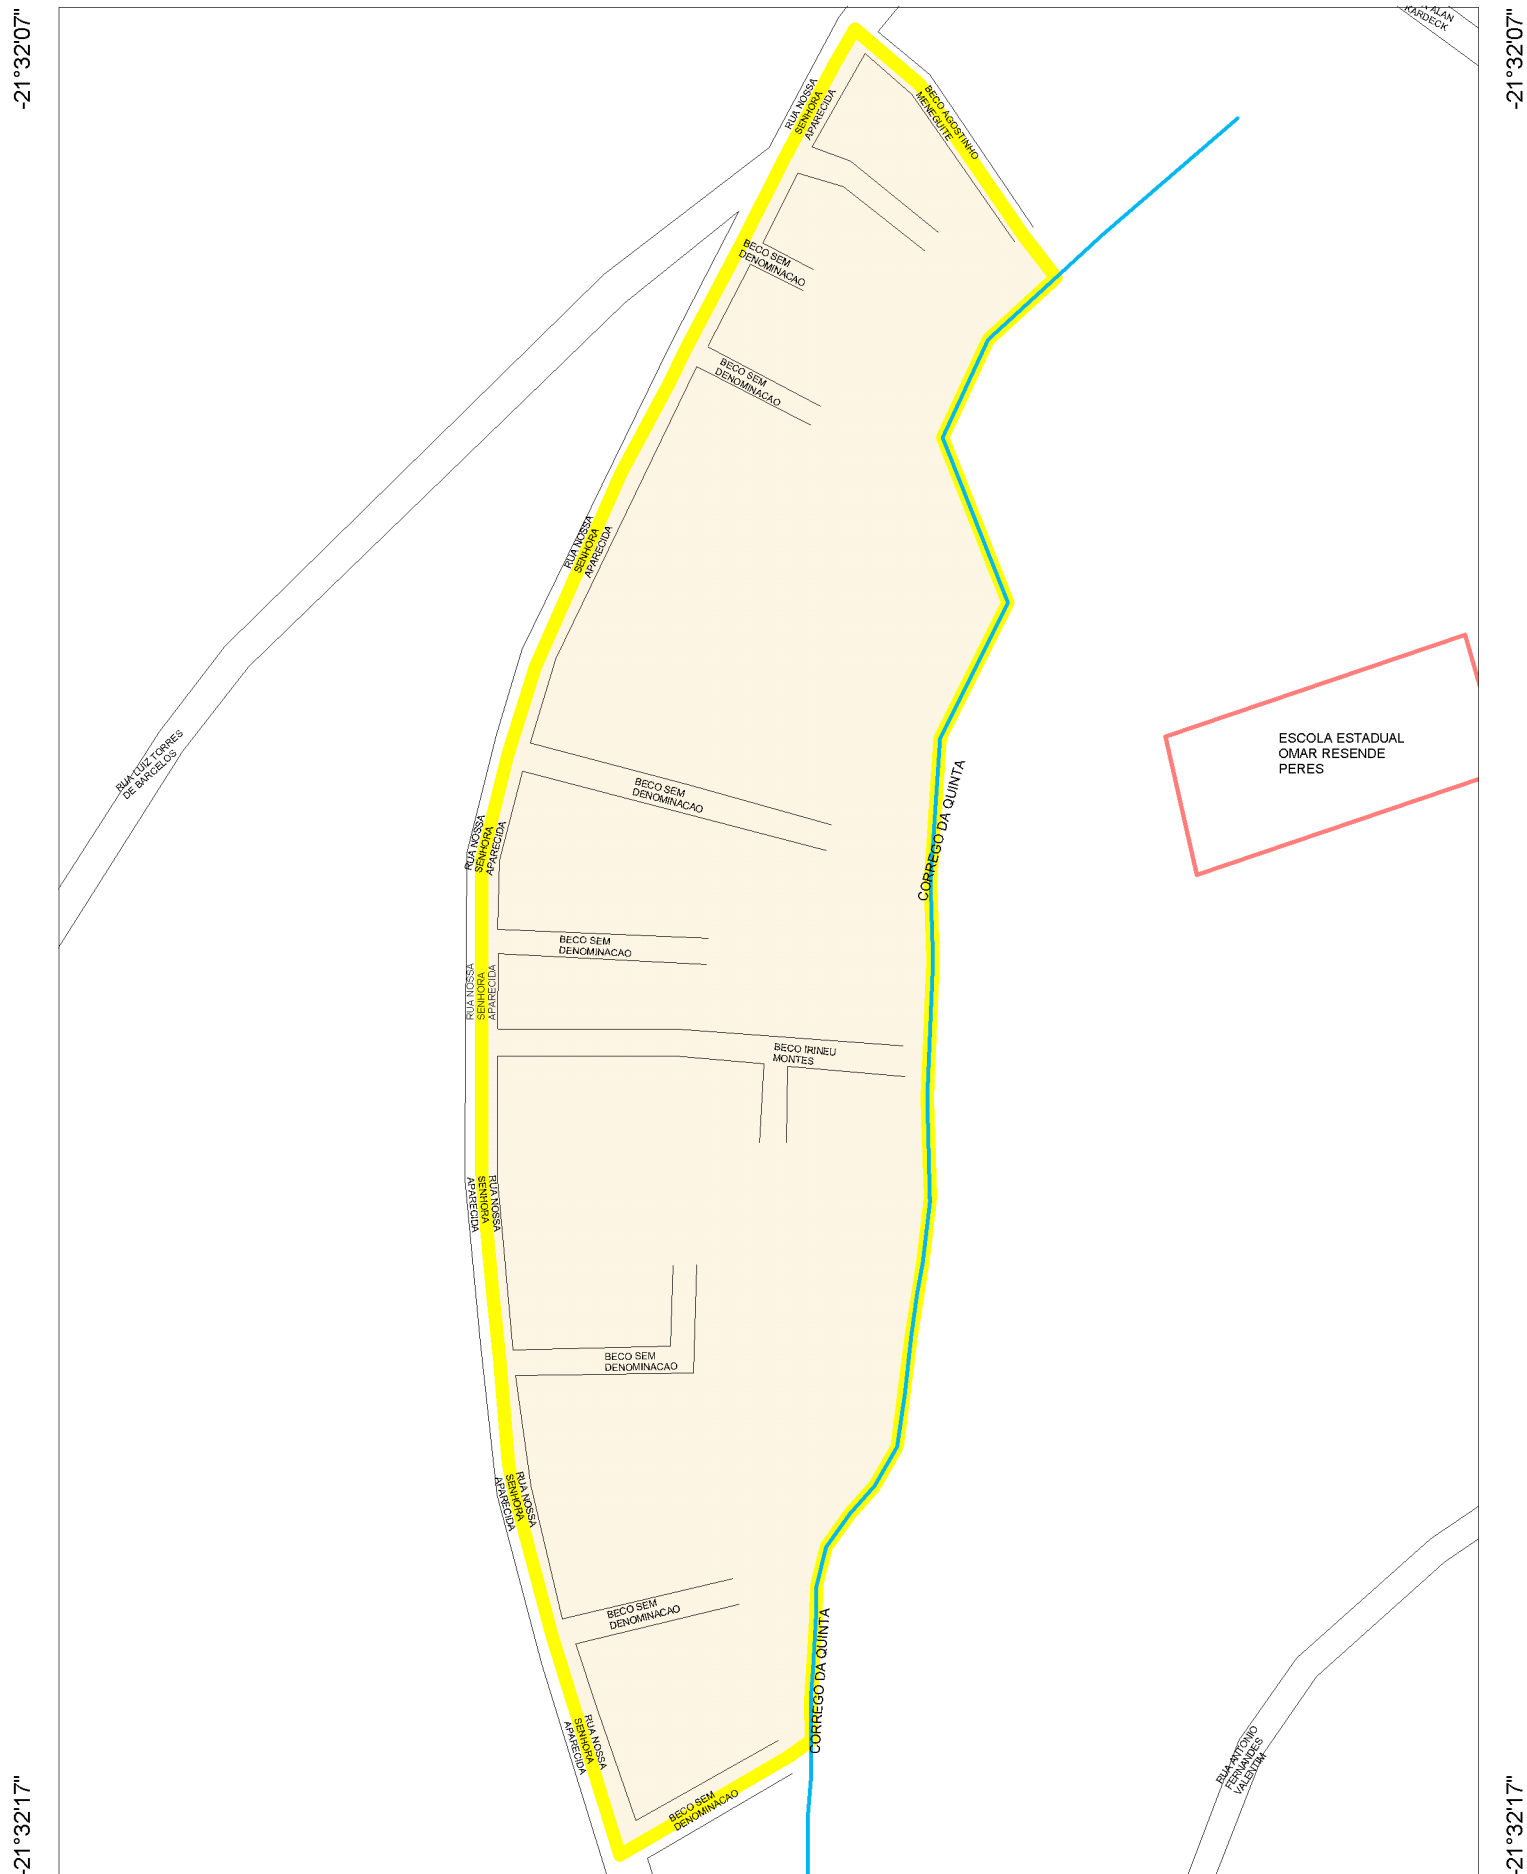 -21°32'07"
-21°32'07"
ALAN
KARDECK
RUA NOSSA
SENHORA
APARECIDA
BECO AGOSTINHO
MENEGUITE
BECO SEM
DENOMINACAO
BECO SEM
DENOMINACAO
RUA NOSSA
SENHORA
APARECIDA
ESCOLA ESTADUAL
OMAR RESENDE
PERES
RUA LUIZ TORRES
DE BARCELOS
BECO SEM
DENOMINACAO
CORREGO DA QUINTA
RUA NOSSA
SENHORA
APARECIDA
BECO SEM
DENOMINACAO
RUA NOSSA
SENHORA
APARECIDA
BECO IRINEU
MONTES
RUA NOSSA
SENHORA
APARECIDA
BECO SEM
DENOMINACAO
RUA NOSSA
SENHORA
APARECIDA
BECO SEM
DENOMINACAO
CORREGO DA QUINTA
RUA NOSSA
SENHORA
APARECIDA
RUA ANTONIO
FERNANDES
VALENTIM
BECO SEM
DENOMINACAO
-21°32'17"
-21°32'17"